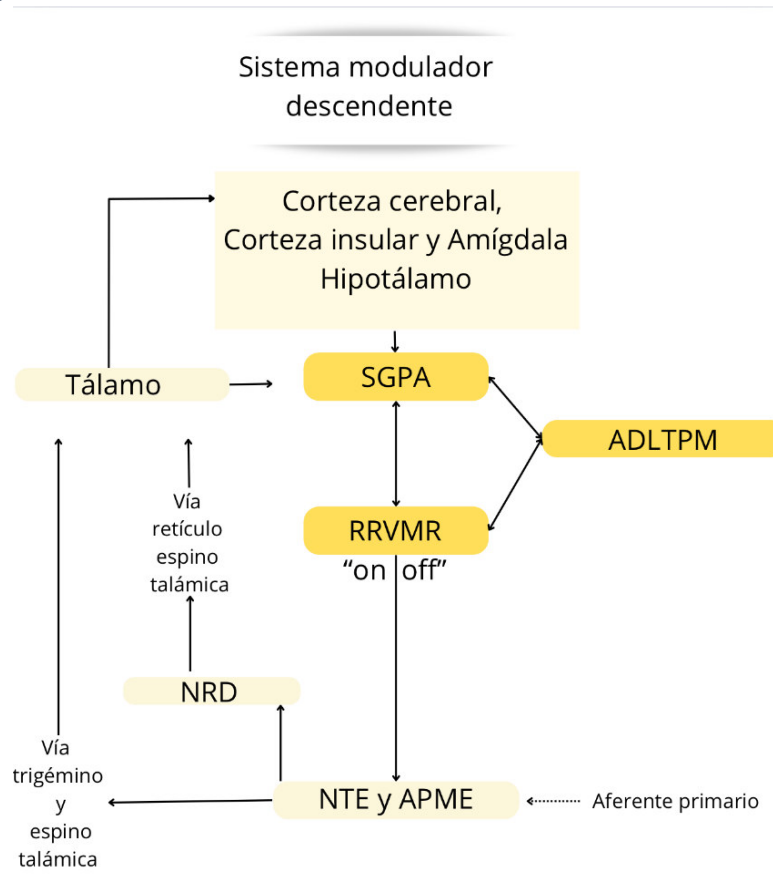 Sistema modulador
descendente
Corteza cerebral,
Corteza insular y Amígdala
Hipotálamo
Tálamo
SGPA
ADLTPM
Vía
retículo
espino
talámica
RRVMR
“on off”
NRD
Vía
trigémino
y
espino
talámica
NTE y APME
Aferente primario